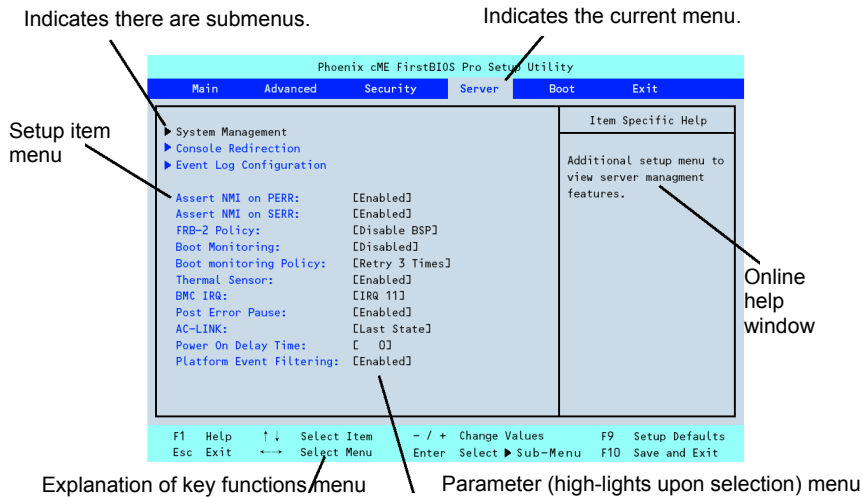 Indicates there are submenus.
Indicates the current menu.
Phoenix cME FirstBIOS Pro Setup Utility
Main Advanced Security Server Boot Exit
Setup item
menu
▶ System Management
▶ Console Redirection
▶ Event Log Configuration
Assert NMI on PERR: [Enabled]
Assert NMI on SERR: [Enabled]
FRB-2 Policy: [Disable BSP]
Boot Monitoring: [Disabled]
Boot monitoring Policy: [Retry 3 Times]
Thermal Sensor: [Enabled]
BMC IRQ: [IRQ 11]
Post Error Pause: [Enabled]
AC-LINK: [Last State]
Power On Delay Time: [ 0]
Platform Event Filtering: [Enabled]
Item Specific Help
Additional setup menu to
view server managment
features.
Online
help
window
F1 Help ↑↓ Select Item - / + Change Values F9 Setup Defaults
Esc Exit ←→ Select Menu Enter Select ▶ Sub-Menu F10 Save and Exit
Explanation of key functions menu
Parameter (high-lights upon selection) menu